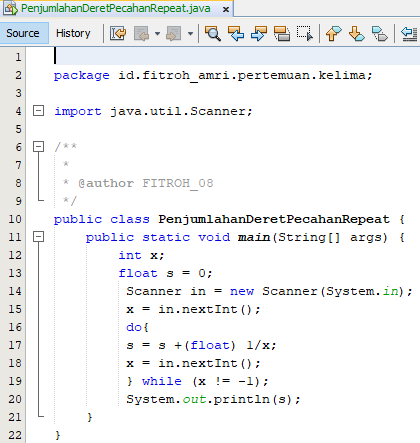 PenjumlahanDeretPecahanRepeat.java x
Source History
1
2 package id.fitroh_amri.pertemuan.kelima;
3
4 import java.util.Scanner;
5
6 /**
7 *
8 * @author FITROH_08
9 */
10 public class PenjumlahanDeretPecahanRepeat {
11 public static void main(String[] args) {
12 int x;
13 float s = 0;
14 Scanner in = new Scanner(System.in);
15 x = in.nextInt();
16 do{
17 s = s +(float) 1/x;
18 x = in.nextInt();
19 } while (x != -1);
20 System.out.println(s);
21 }
22 }